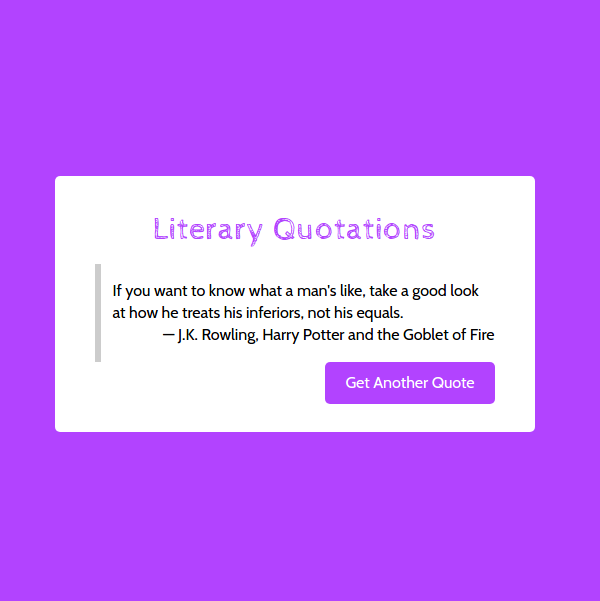 Literary Quotations
If you want to know what a man's like, take a good look
at how he treats his inferiors, not his equals.
— J.K. Rowling, Harry Potter and the Goblet of Fire
Get Another Quote